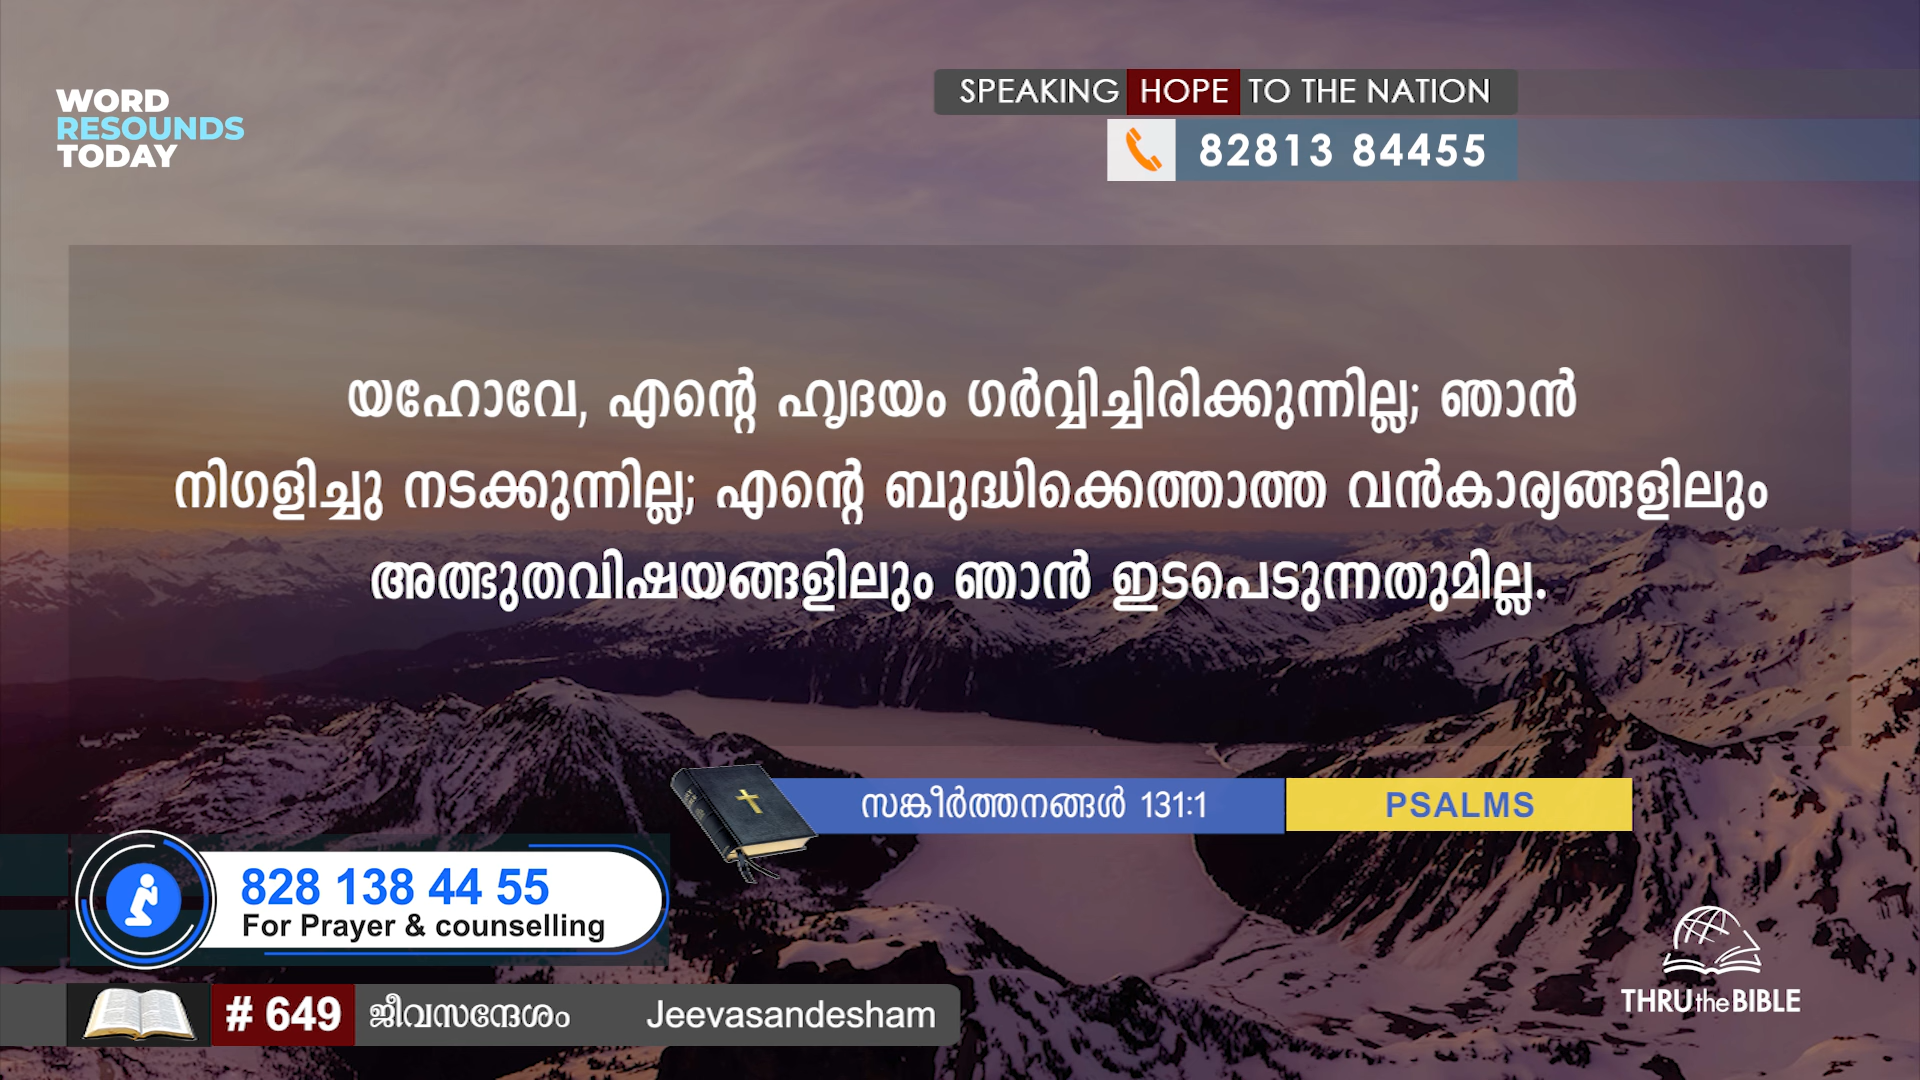 WORD
RESOUNDS
TODAY
SPEAKING HOPE TO THE NATION
82813 84455
യഹോവേ, എന്റെ ഹൃദയം ഗർവ്വിച്ചിരിക്കുന്നില്ല; ഞാൻ
നിഗളിച്ചു നടക്കുന്നില്ല; എന്റെ ബുദ്ധിക്കെത്താത്ത വൻകാര്യങ്ങളിലും
അത്ഭുതവിഷയങ്ങളിലും ഞാൻ ഇടപെടുന്നതുമില്ല.
സങ്കീർത്തനങ്ങൾ 131:1
PSALMS
828 138 44 55
For Prayer & counselling
# 649 ജീവസന്ദേശം Jeevasandesham
THRU the BIBLE